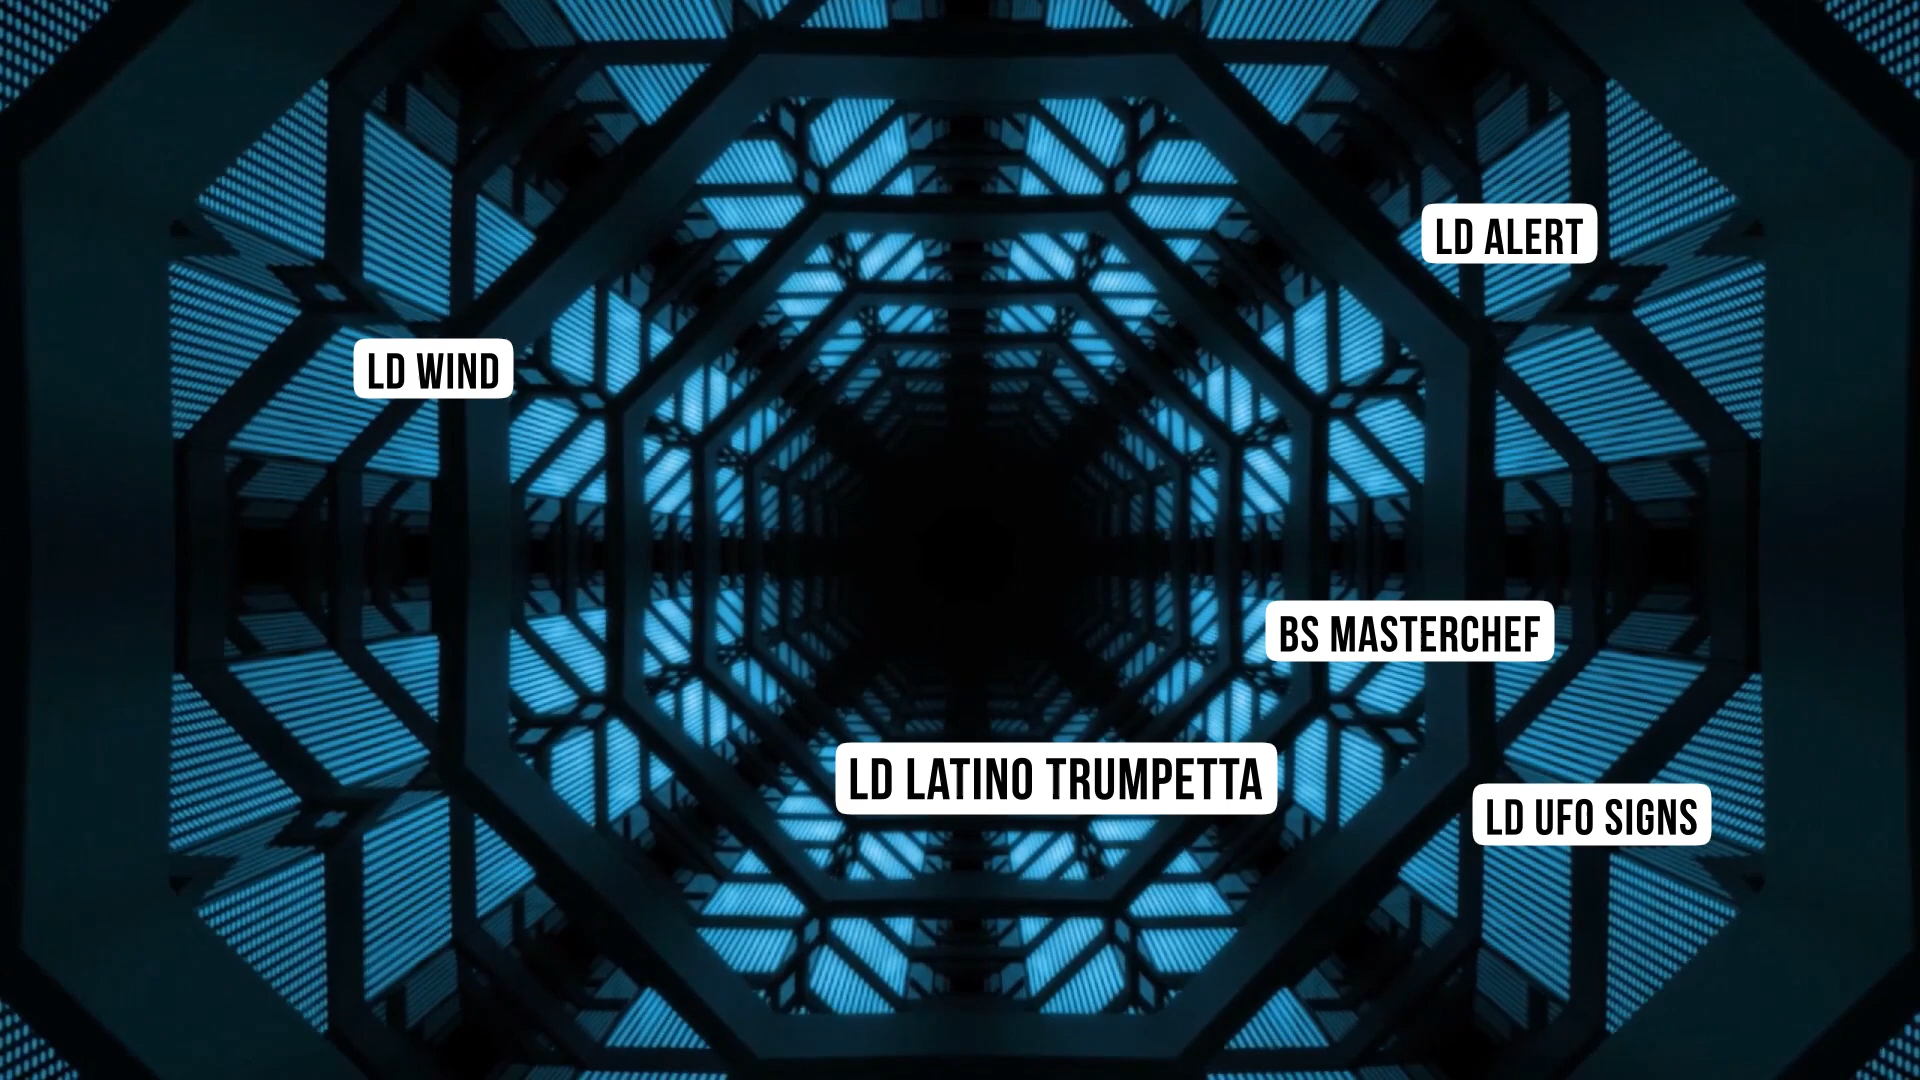 LD ALERT
LD WIND
BS MASTERCHEF
LD LATINO TRUMPETTA
LD UFO SIGNS